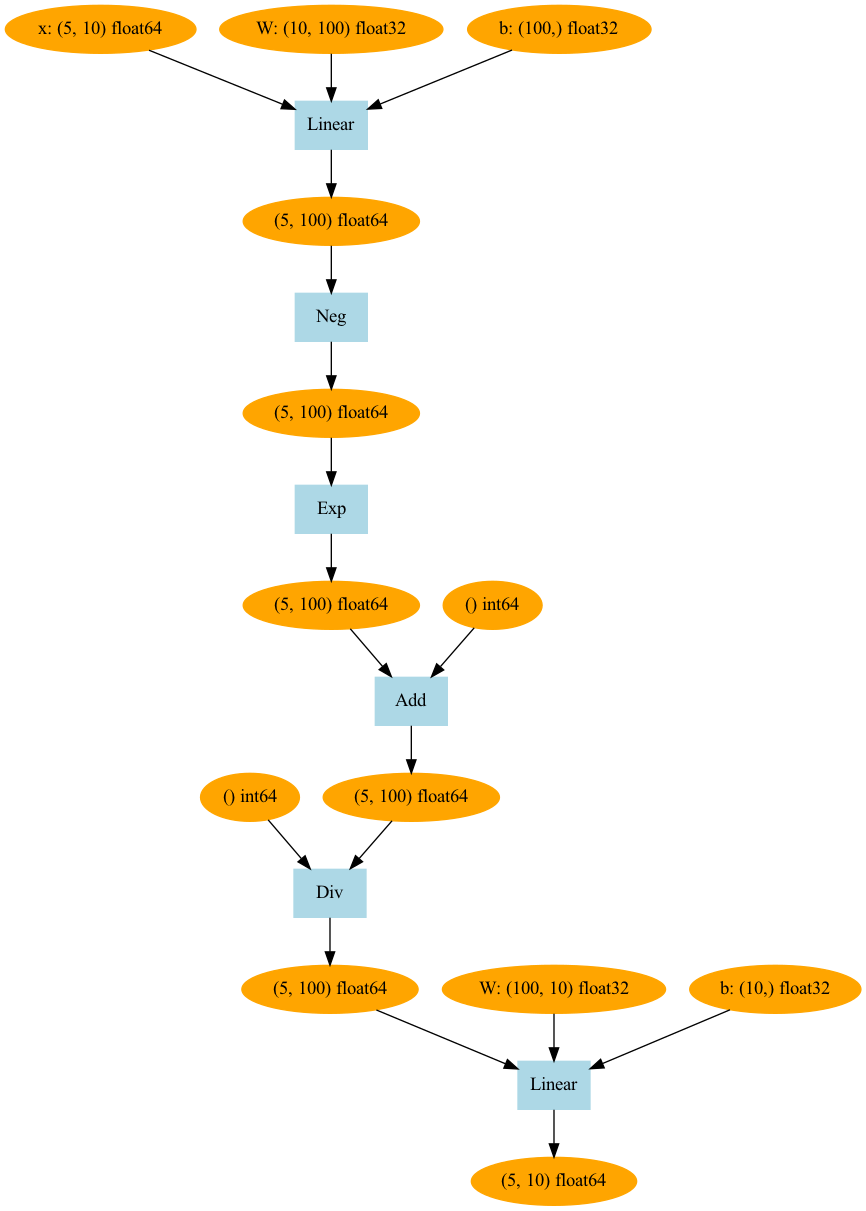 x: (5, 10) float64
W: (10, 100) float32
b: (100,) float32
Linear
(5, 100) float64
Neg
(5, 100) float64
Exp
(5, 100) float64
() int64
Add
() int64
(5, 100) float64
Div
(5, 100) float64
W: (100, 10) float32
b: (10,) float32
Linear
(5, 10) float64